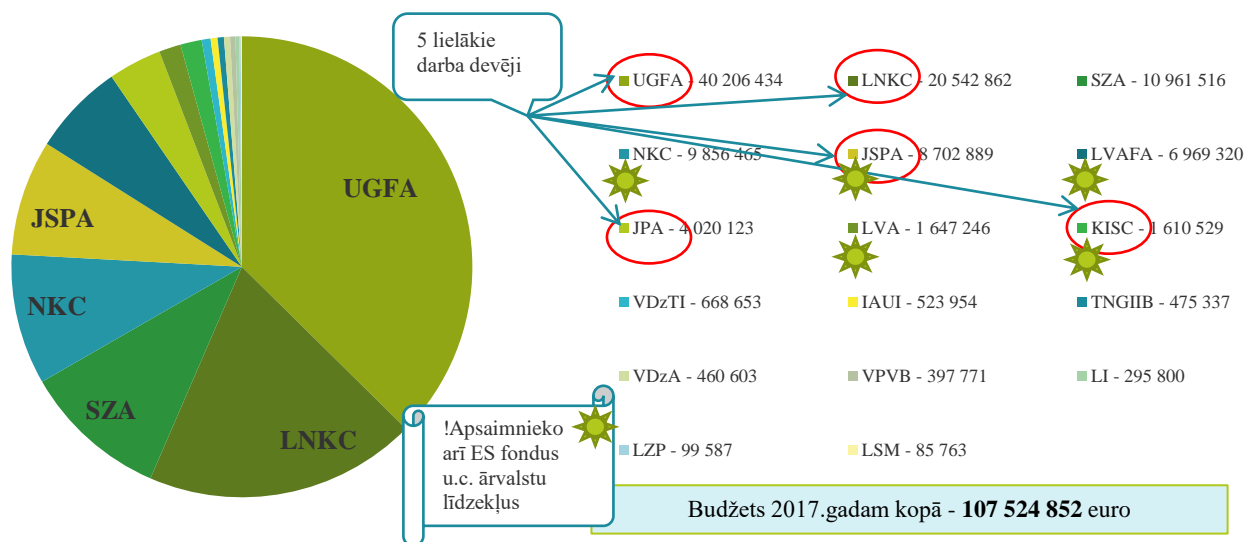 5 lielākie
darba devēji
UGFA
JSPA
NKC
SZA
LNKC
UGFA - 40 206 434
LNKC - 20 542 862
SZA - 10 961 516
NKC - 9 856 465
JSPA - 8 702 889
LVAFA - 6 969 320
JPA - 4 020 123
LVA - 1 647 246
KISC - 1 610 529
VDzTI - 668 653
IAUI - 523 954
TNGIIB - 475 337
VDzA - 460 603
VPVB - 397 771
LI - 295 800
LZP - 99 587
LSM - 85 763
!Apsaimnieko
arī ES fondus
u.c. ārvalstu
līdzekļus
Budžets 2017.gadam kopā - 107 524 852 euro